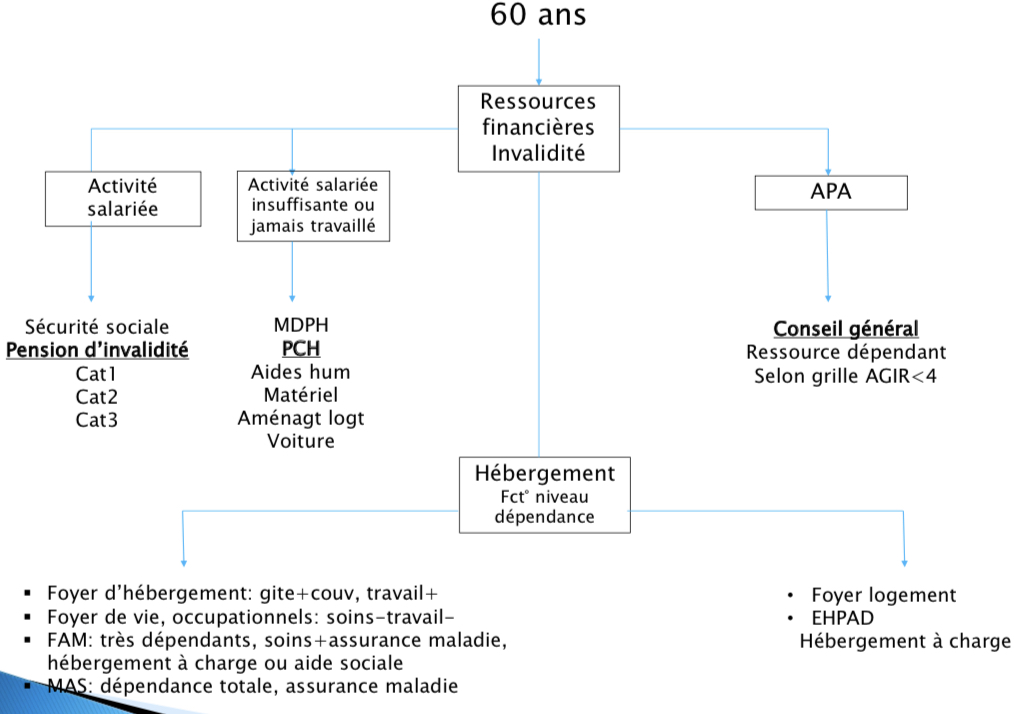 60 ans
Ressources
financières
Invalidité
Activité
salariée
Activité salariée
insuffisante ou
jamais travaillé
APA
Sécurité sociale
Pension d'invalidité
Cat1
Cat2
Cat3
MDPH
PCH
Aides hum
Matériel
Aménagt logt
Voiture
Conseil général
Ressource dépendant
Selon grille AGIR<4
Hébergement
Fct° niveau
dépendance
▪ Foyer d'hébergement: gite+couv, travail+
▪ Foyer de vie, occupationnels: soins-travail-
▪ FAM: très dépendants, soins+assurance maladie,
hébergement à charge ou aide sociale
▪ MAS: dépendance totale, assurance maladie
• Foyer logement
• EHPAD
Hébergement à charge